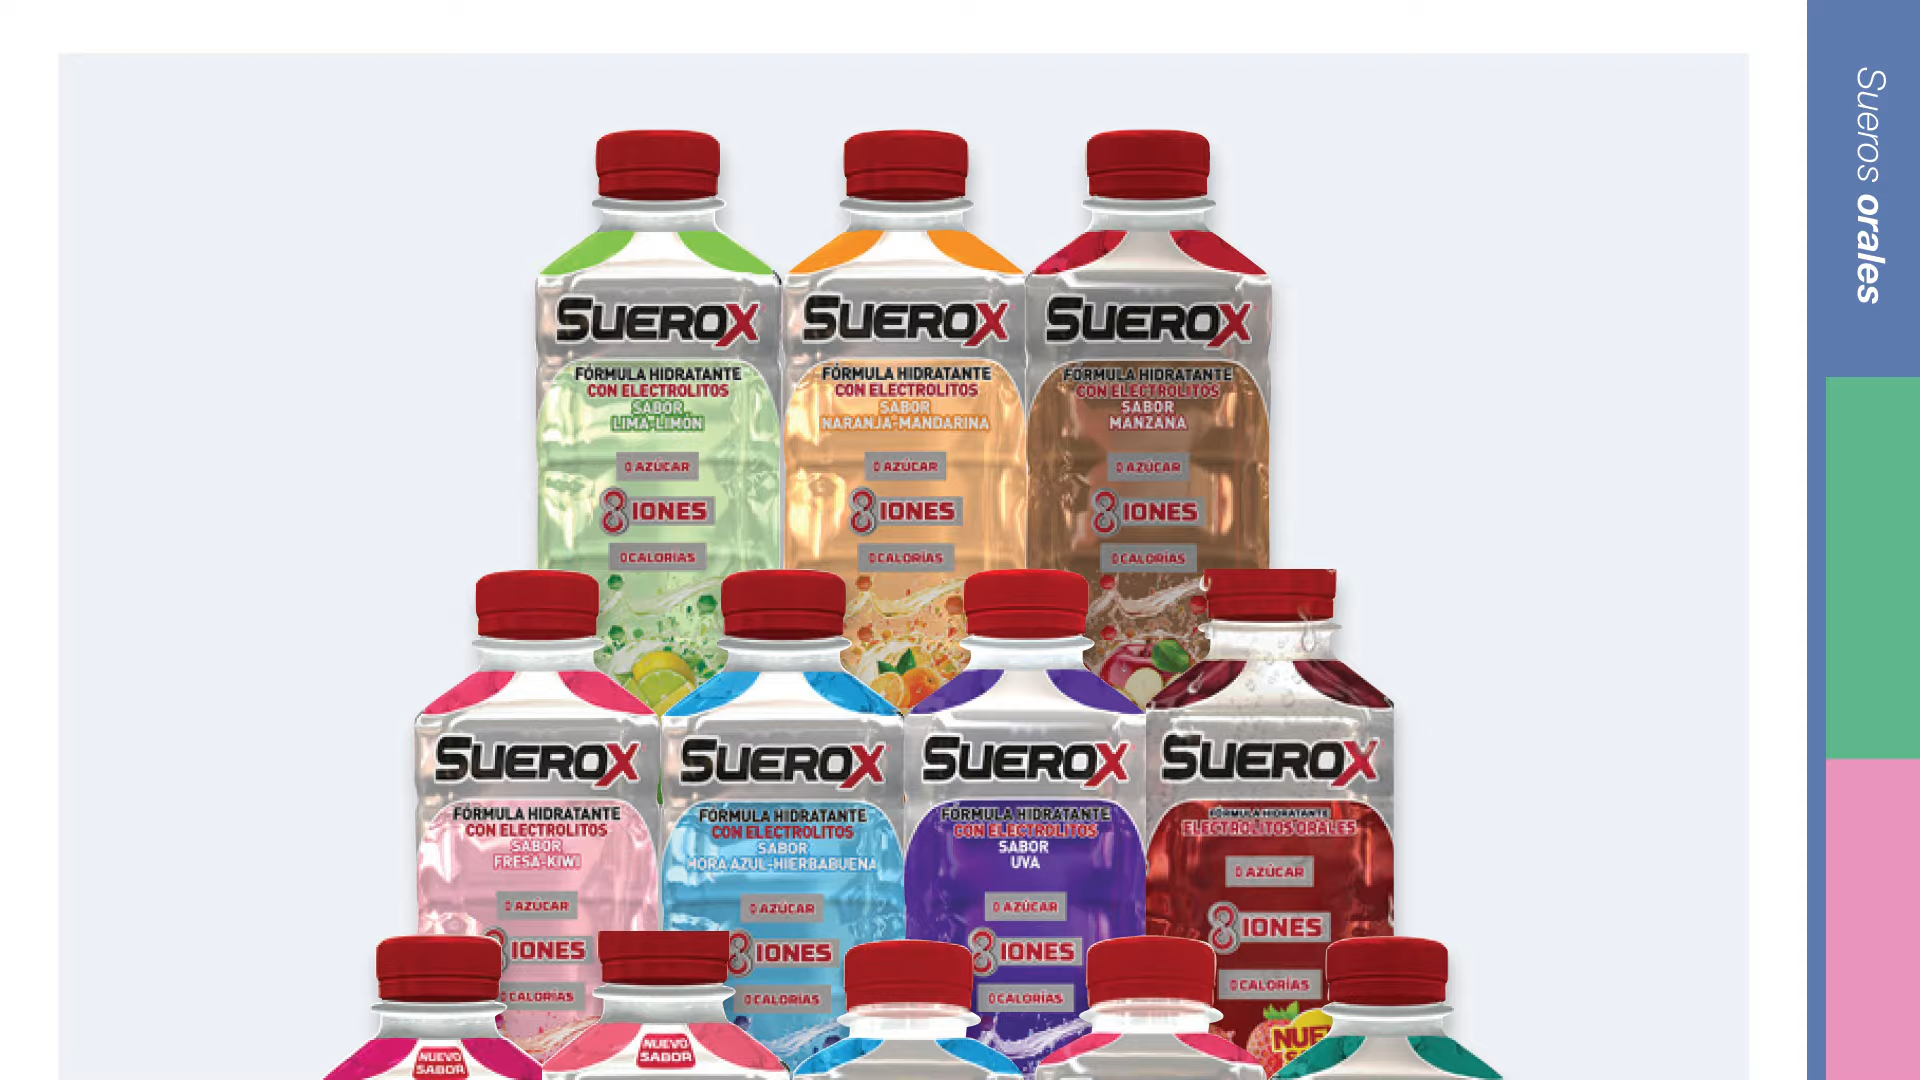 SUEROX
FÓRMULA HIDRATANTE
CON ELECTROLITOS
SABOR
LIMA-LIMÓN
0 AZÚCAR
8 IONES
0 CALORÍAS
SUEROX
FÓRMULA HIDRATANTE
CON ELECTROLITOS
SABOR
NARANJA-MANDARINA
0 AZÚCAR
8 IONES
0 CALORÍAS
SUEROX
FÓRMULA HIDRATANTE
CON ELECTROLITOS
SABOR
MANZANA
0 AZÚCAR
8 IONES
0 CALORÍAS
SUEROX
FÓRMULA HIDRATANTE
CON ELECTROLITOS
SABOR
FRESA-KIWI
0 AZÚCAR
8 IONES
0 CALORÍAS
SUEROX
FÓRMULA HIDRATANTE
CON ELECTROLITOS
SABOR
MORA AZUL-HIERBABUENA
0 AZÚCAR
8 IONES
0 CALORÍAS
SUEROX
FÓRMULA HIDRATANTE
CON ELECTROLITOS
SABOR
UVA
0 AZÚCAR
8 IONES
0 CALORÍAS
SUEROX
FÓRMULA HIDRATANTE
ELECTROLITOS ORALES
0 AZÚCAR
8 IONES
0 CALORÍAS
NUE
NUEVO
SABOR
NUEVO
SABOR
Sueros orales